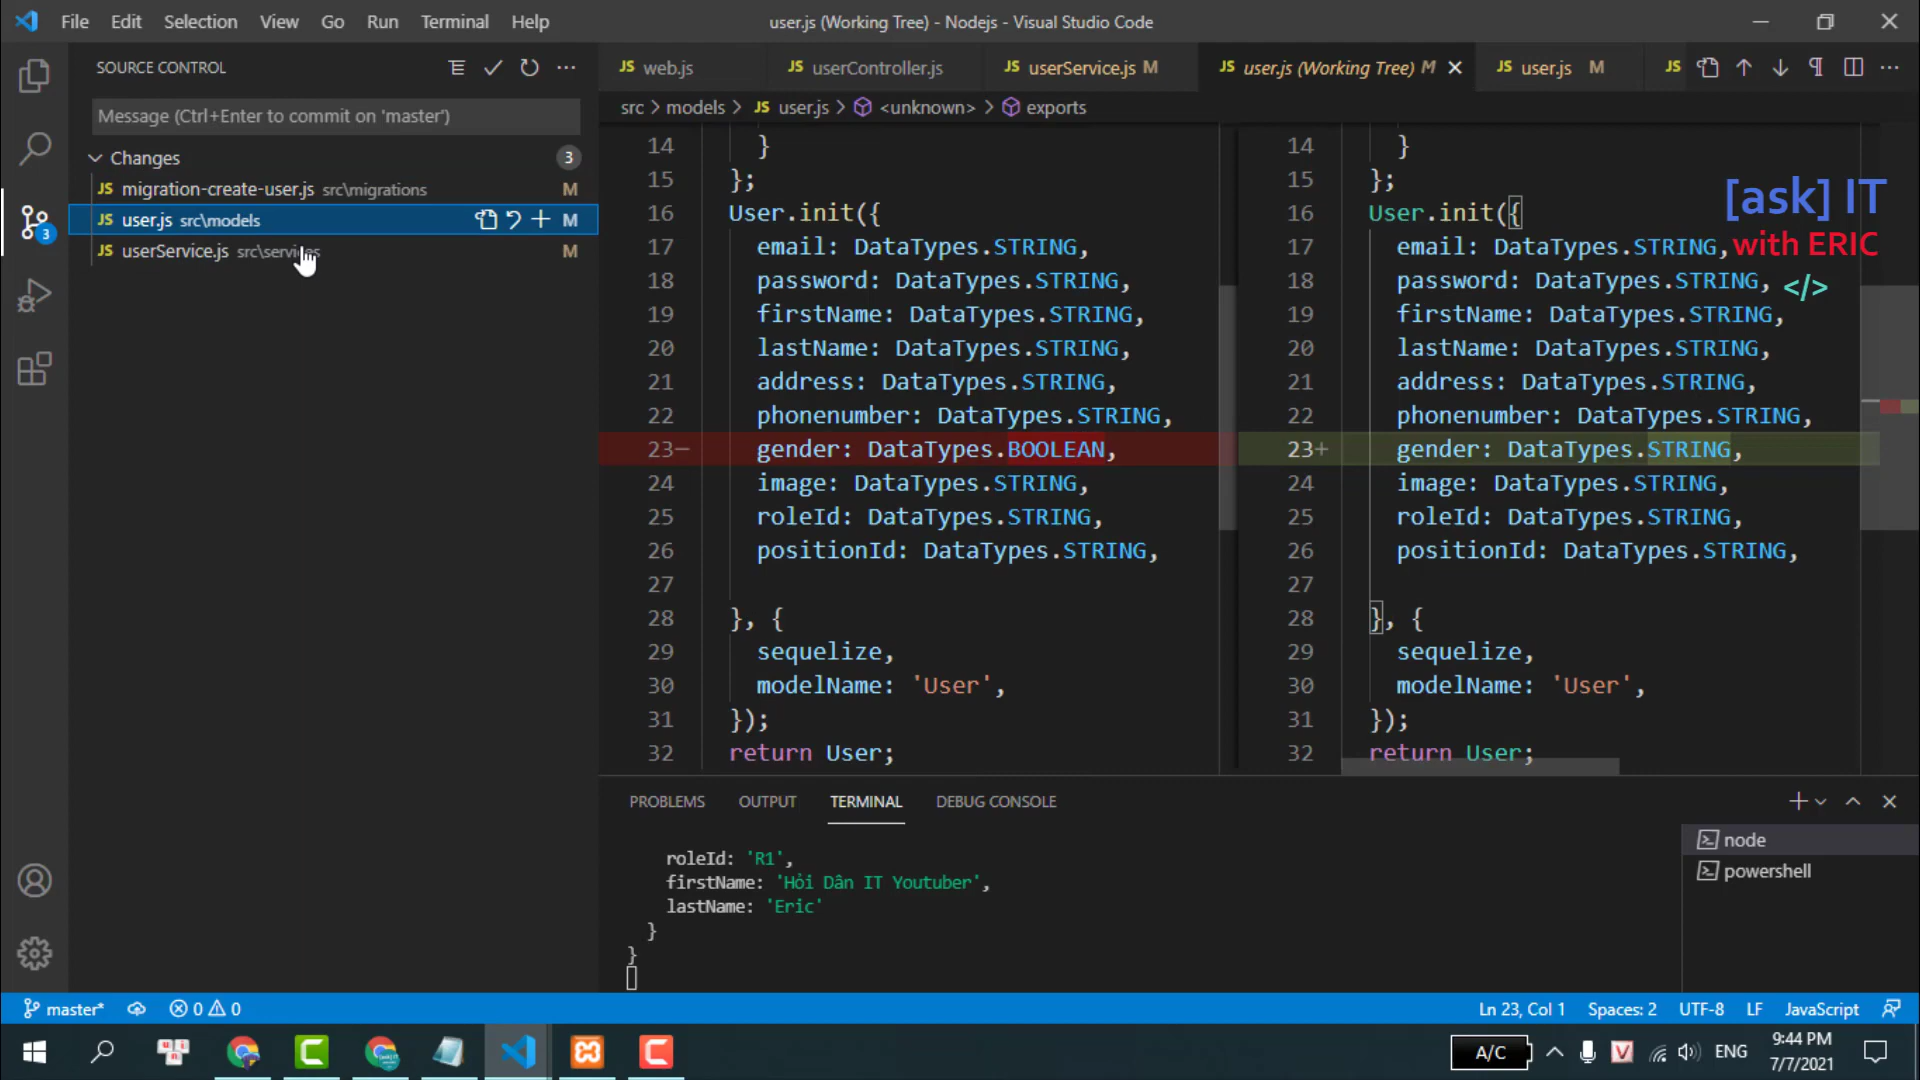 File Edit Selection View Go Run Terminal Help
user.js (Working Tree) - Nodejs - Visual Studio Code
SOURCE CONTROL
Message (Ctrl+Enter to commit on 'master')
Changes 3
JS migration-create-user.js src\migrations M
JS user.js src\models M
JS userService.js src\services M
3
JS web.js JS userController.js JS userService.js M JS user.js (Working Tree) M JS user.js M JS
src > models > JS user.js > <unknown> > exports
14 }
15 };
16 User.init({
17 email: DataTypes.STRING,
18 password: DataTypes.STRING,
19 firstName: DataTypes.STRING,
20 lastName: DataTypes.STRING,
21 address: DataTypes.STRING,
22 phonenumber: DataTypes.STRING,
23− gender: DataTypes.BOOLEAN,
24 image: DataTypes.STRING,
25 roleId: DataTypes.STRING,
26 positionId: DataTypes.STRING,
27
28 }, {
29 sequelize,
30 modelName: 'User',
31 });
32 return User;
14 }
15 };
16 User.init({
17 email: DataTypes.STRING,
18 password: DataTypes.STRING,
19 firstName: DataTypes.STRING,
20 lastName: DataTypes.STRING,
21 address: DataTypes.STRING,
22 phonenumber: DataTypes.STRING,
23+ gender: DataTypes.STRING,
24 image: DataTypes.STRING,
25 roleId: DataTypes.STRING,
26 positionId: DataTypes.STRING,
27
28 }, {
29 sequelize,
30 modelName: 'User',
31 });
32 return User;
[ask] IT
with ERIC
</>
PROBLEMS OUTPUT TERMINAL DEBUG CONSOLE
roleId: 'R1',
firstName: 'Hỏi Dân IT Youtuber',
lastName: 'Eric'
}
}
node
powershell
master* 0 0
Ln 23, Col 1 Spaces: 2 UTF-8 LF JavaScript
A/C
ENG
9:44 PM
7/7/2021